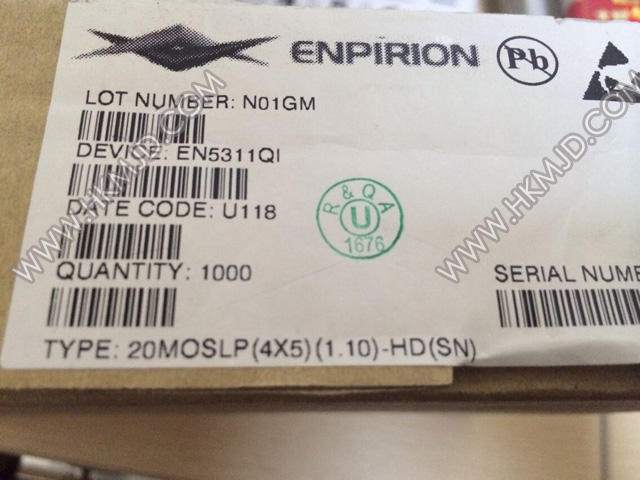 ENPIRION Pb
LOT NUMBER: N01GM
DEVICE: EN5311QI
DATE CODE: U118
R & Q A
U
1676
QUANTITY: 1000
SERIAL NUMBE
TYPE: 20MOSLP(4X5)(1.10)-HD(SN)
WWW.HKMJD.COM
WWW.HKMJD.COM